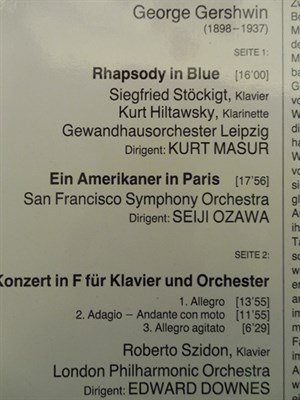 George Gershwin
(1898-1937)
SEITE 1:
Rhapsody in Blue [16'00]
Siegfried Stöckigt, Klavier
Kurt Hiltawsky, Klarinette
Gewandhausorchester Leipzig
Dirigent: KURT MASUR
Ein Amerikaner in Paris [17'56]
San Francisco Symphony Orchestra
Dirigent: SEIJI OZAWA
SEITE 2:
Konzert in F für Klavier und Orchester
1. Allegro [13'55]
2. Adagio – Andante con moto [11'55]
3. Allegro agitato [6'29]
Roberto Szidon, Klavier
London Philharmonic Orchestra
Dirigent: EDWARD DOWNES